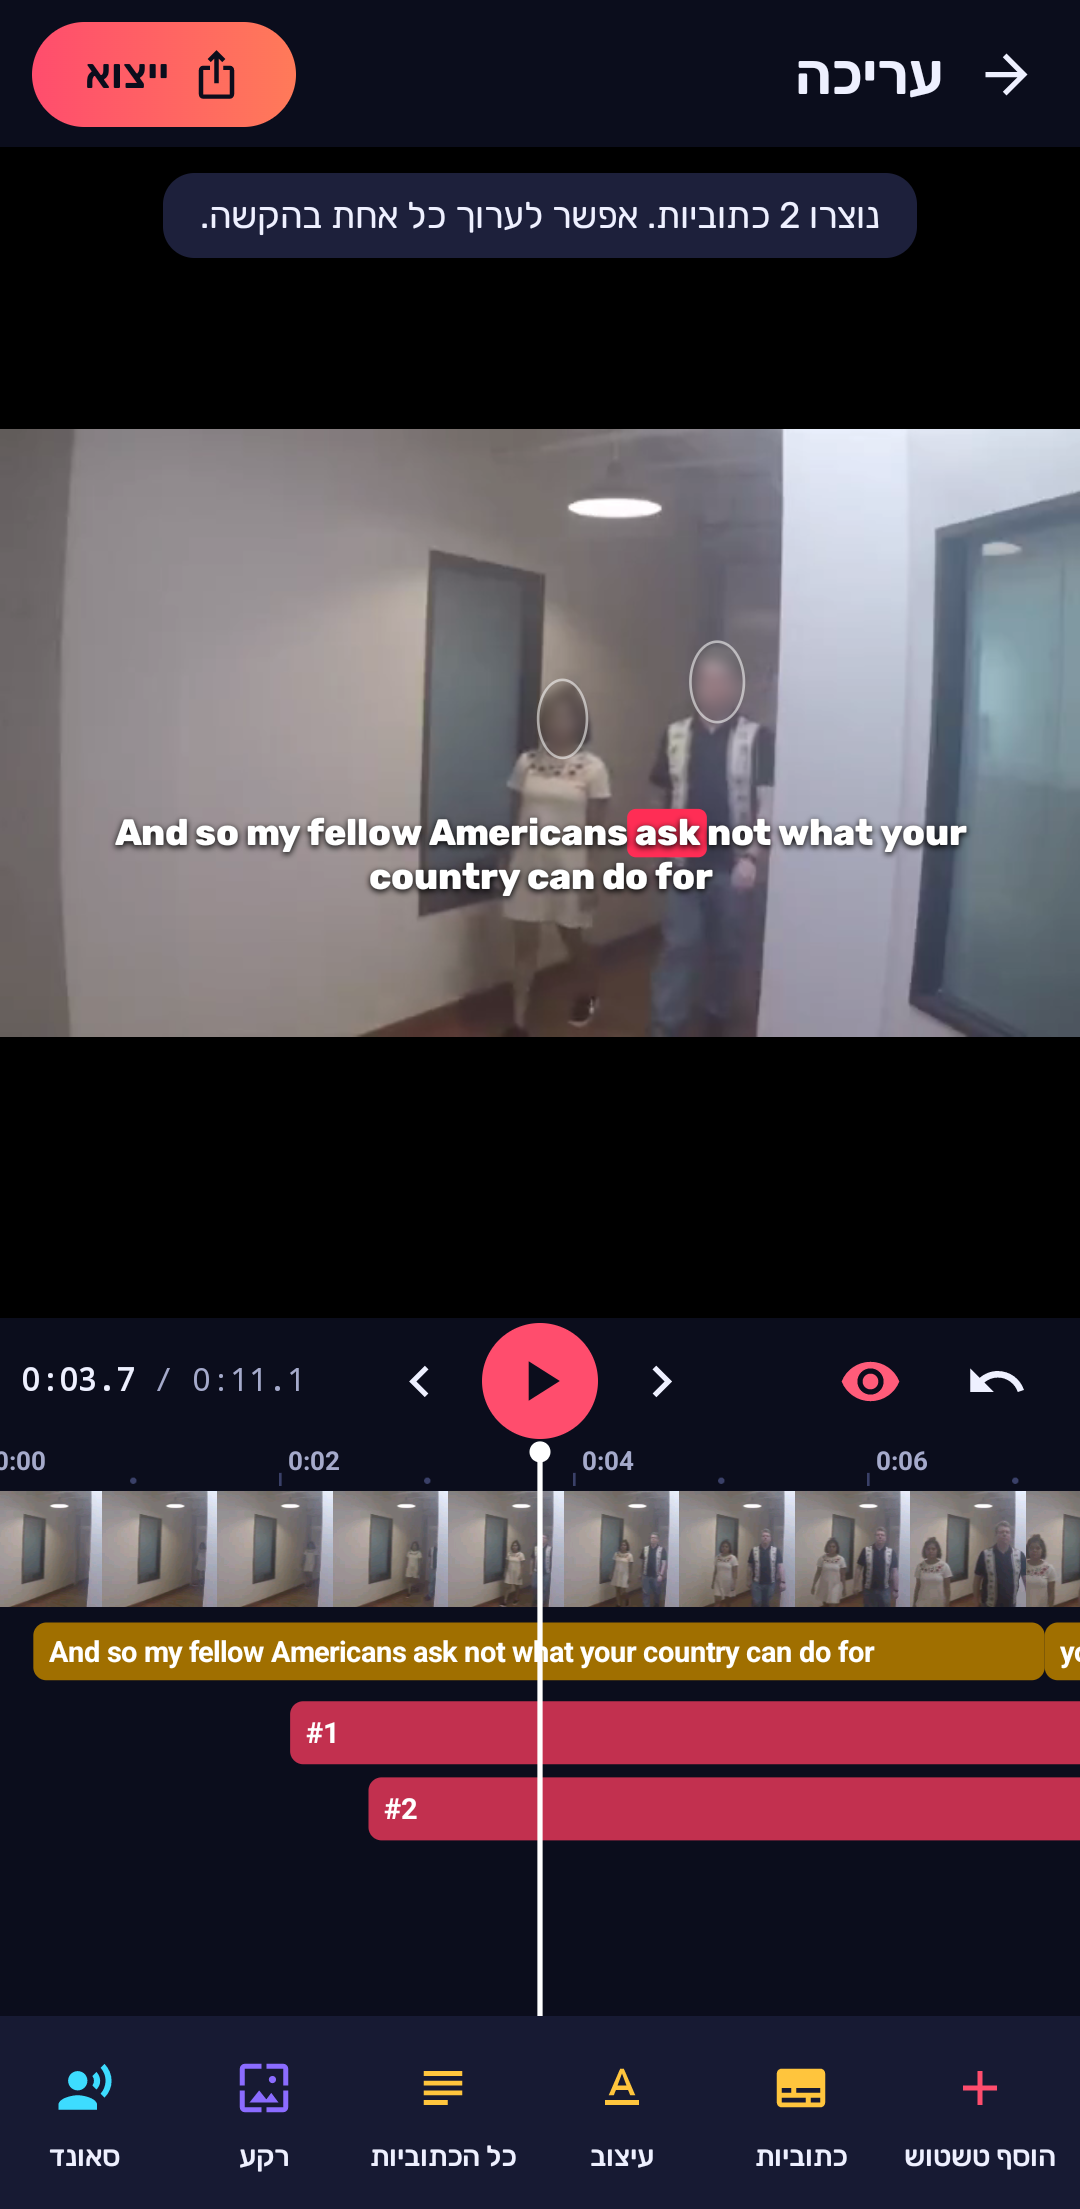 עריכה
ייצוא
נוצרו 2 כתוביות. אפשר לערוך כל אחת בהקשה.
And so my fellow Americans ask not what your
country can do for
0:03.7 / 0:11.1
0:00 0:02 0:04 0:06
And so my fellow Americans ask not what your country can do for
#1
#2
הוסף טשטוש
כתוביות
עיצוב
כל הכתוביות
רקע
סאונד